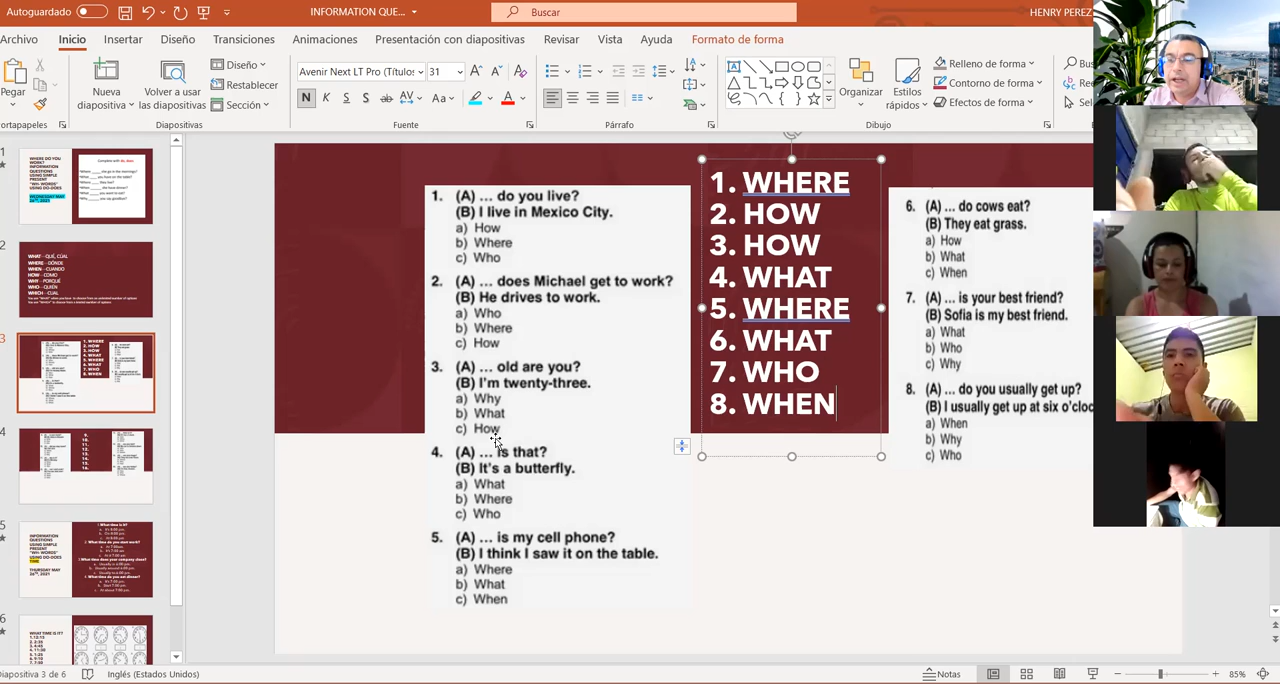 Autoguardado
INFORMATION QUE...
Buscar
HENRY PEREZ
Archivo
Inicio
Insertar
Diseño
Transiciones
Animaciones
Revisar
Vista
Ayuda
Formato de forma
Pegar
Nueva diapositiva
Volver a usar las diapositivas
Diseño
Restablecer
Sección
Diapositivas
Avenir Next LT Pro (Título:
Fuente
Párrafo
Organizar
Estilos rápidos
Relleno de forma
Contorno de forma
Efectos de forma
Dibujo
1. (A) ... do you live?
(B) I live in Mexico City.
a) How
b) Where
c) Who
2. (A) ... does Michael get to work?
(B) He drives to work.
a) Who
b) Where
c) How
3. (A) ... old are you?
(B) I'm twenty-three.
a) Why
b) What
c) How
4. (A) ... is that?
(B) It's a butterfly.
a) What
b) Where
c) Who
5. (A) ... is my cell phone?
(B) I think I saw it on the table.
a) Where
b) What
c) When
1. WHERE
2. HOW
3. HOW
4. WHAT
5. WHERE
6. WHAT
7. WHO
8. WHEN
6. (A) ... do cows eat?
(B) They eat grass.
a) How
b) What
c) When
7. (A) ... is your best friend?
(B) Sofia is my best friend.
a) What
b) Who
c) Why
8. (A) ... do you usually get up?
(B) I usually get up at six o'cloc
a) When
b) Why
c) Who
Diapositiva 3 de 6
Inglés (Estados Unidos)
Notas
85%